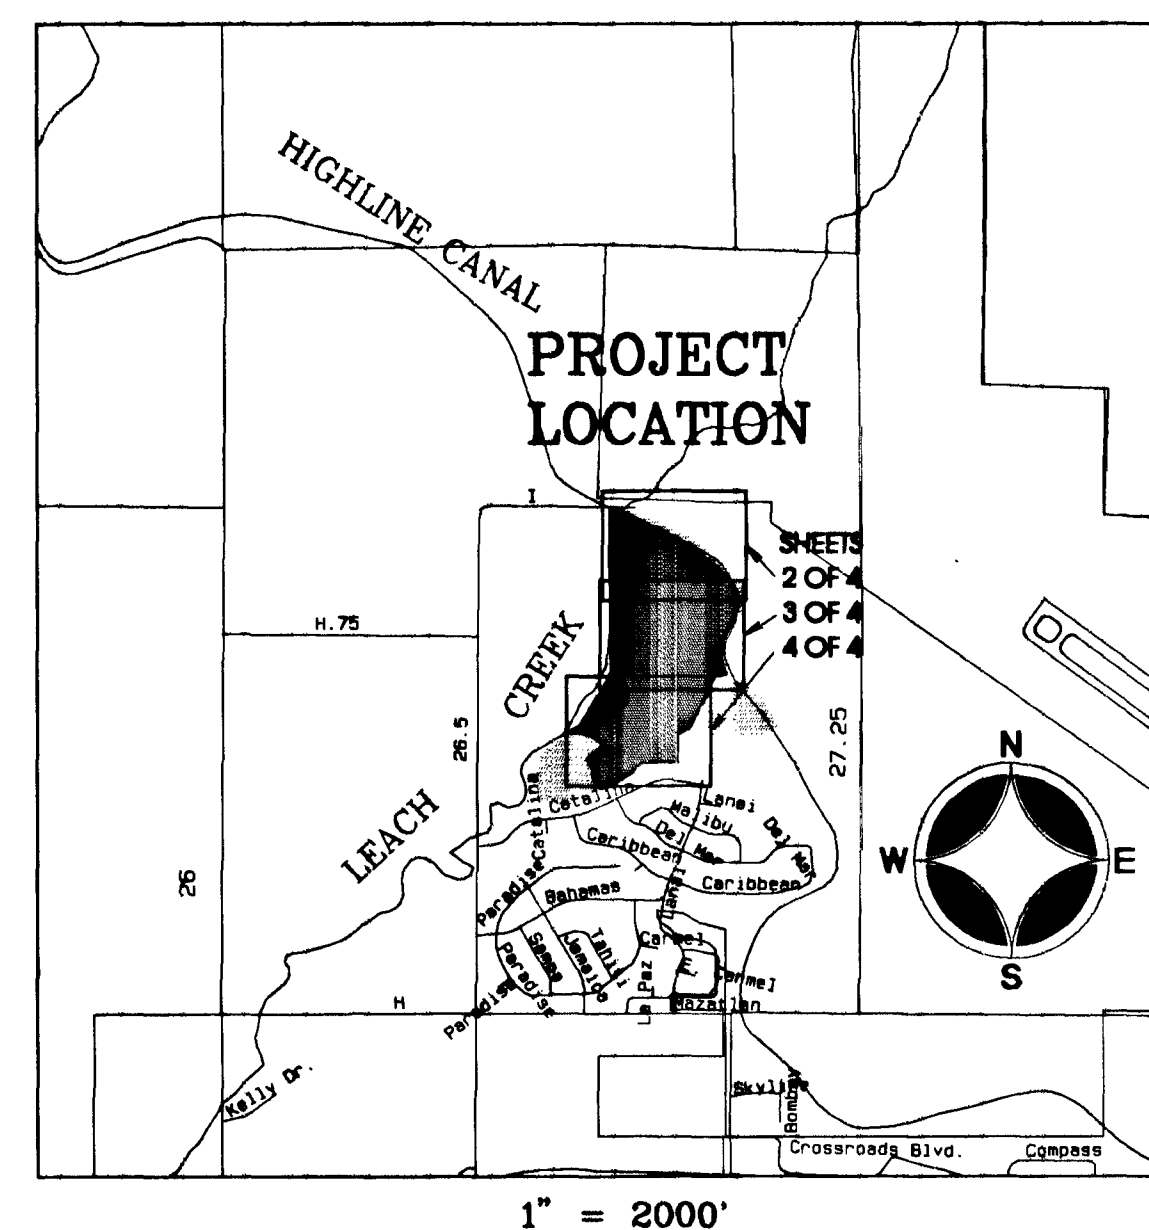 HIGHLINE CANAL
PROJECT
LOCATION
I
SHEETS
2 OF 4
3 OF 4
4 OF 4
H.75
CREEK
26.5
27.25
N
W
E
S
LEACH
26
Catalina
Catalina
Lanai
Malibu
Del Mar
Del Mar
Caribbean
Caribbean
Lanai
Paradise
Bahamas
Samba
Jamaica
Tahiti
Paradise
Paradise
Carmel
Carmel
La Paz
Mazatlan
H
Kelly Dr.
Skyline
Bombay
Crossroads Blvd.
Compass
1" = 2000'